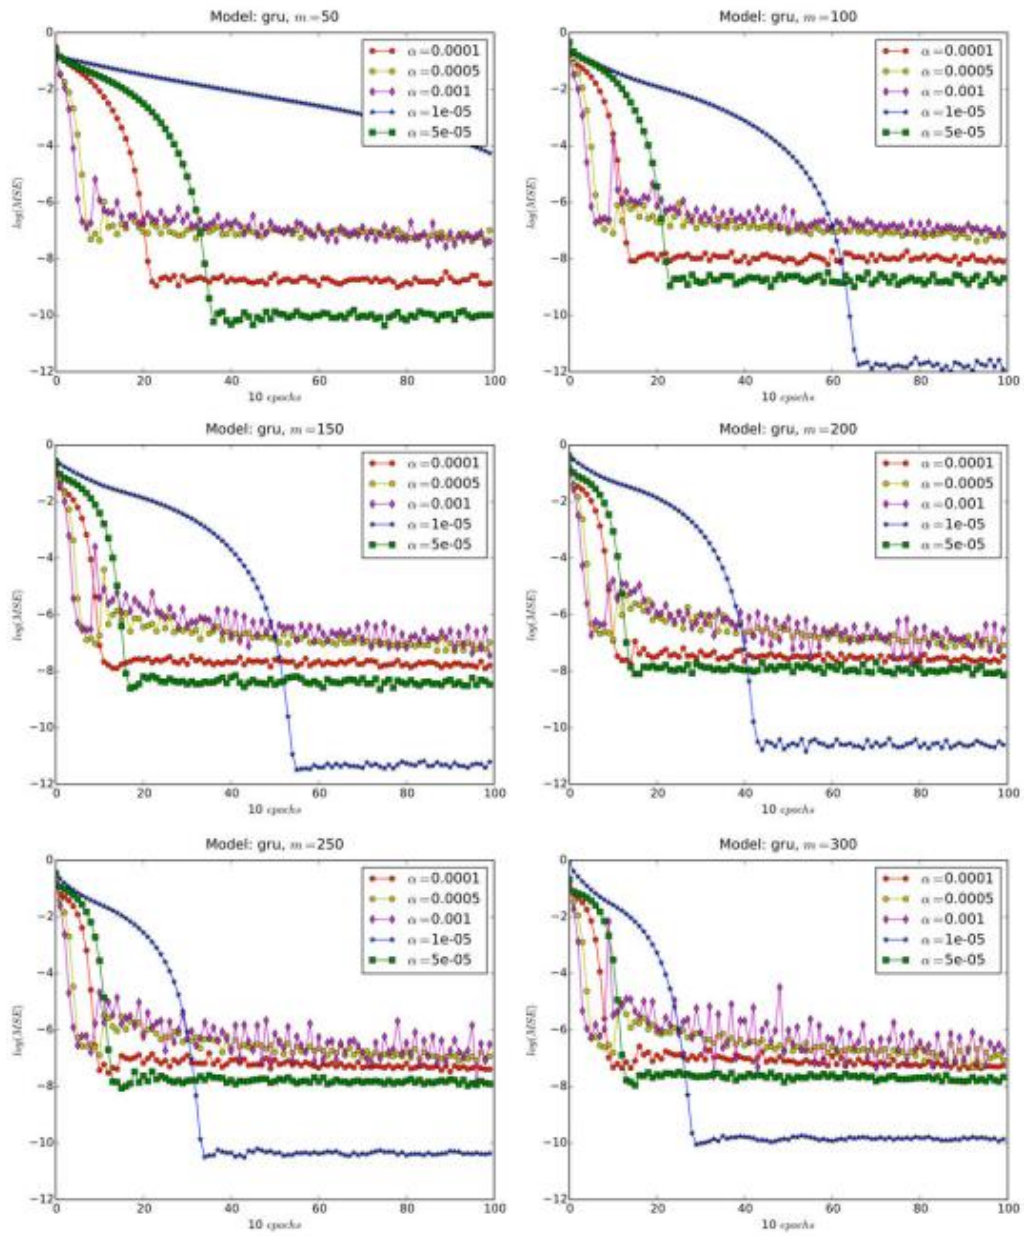 Model: gru, m=50
0
−2
−4
−6
−8
−10
−12
log(MSE)
0 20 40 60 80 100
10 epochs
α=0.0001
α=0.0005
α=0.001
α=1e-05
α=5e-05
Model: gru, m=100
0
−2
−4
−6
−8
−10
−12
log(MSE)
0 20 40 60 80 100
10 epochs
α=0.0001
α=0.0005
α=0.001
α=1e-05
α=5e-05
Model: gru, m=150
0
−2
−4
−6
−8
−10
−12
log(MSE)
0 20 40 60 80 100
10 epochs
α=0.0001
α=0.0005
α=0.001
α=1e-05
α=5e-05
Model: gru, m=200
0
−2
−4
−6
−8
−10
−12
log(MSE)
0 20 40 60 80 100
10 epochs
α=0.0001
α=0.0005
α=0.001
α=1e-05
α=5e-05
Model: gru, m=250
0
−2
−4
−6
−8
−10
−12
log(MSE)
0 20 40 60 80 100
10 epochs
α=0.0001
α=0.0005
α=0.001
α=1e-05
α=5e-05
Model: gru, m=300
0
−2
−4
−6
−8
−10
−12
log(MSE)
0 20 40 60 80 100
10 epochs
α=0.0001
α=0.0005
α=0.001
α=1e-05
α=5e-05